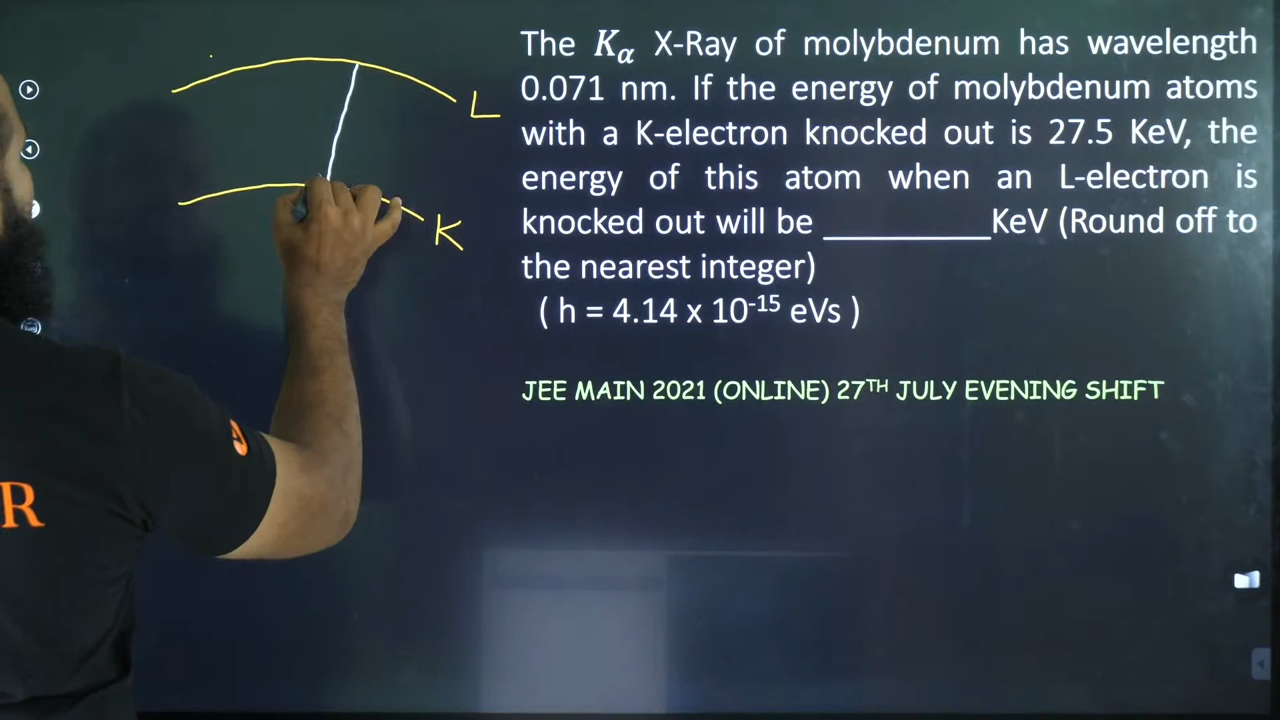 The Kα X-Ray of molybdenum has wavelength
0.071 nm. If the energy of molybdenum atoms
with a K-electron knocked out is 27.5 KeV, the
energy of this atom when an L-electron is
knocked out will be _________KeV (Round off to
the nearest integer)
( h = 4.14 x 10⁻¹⁵ eVs )
JEE MAIN 2021 (ONLINE) 27TH JULY EVENING SHIFT
L
K
R